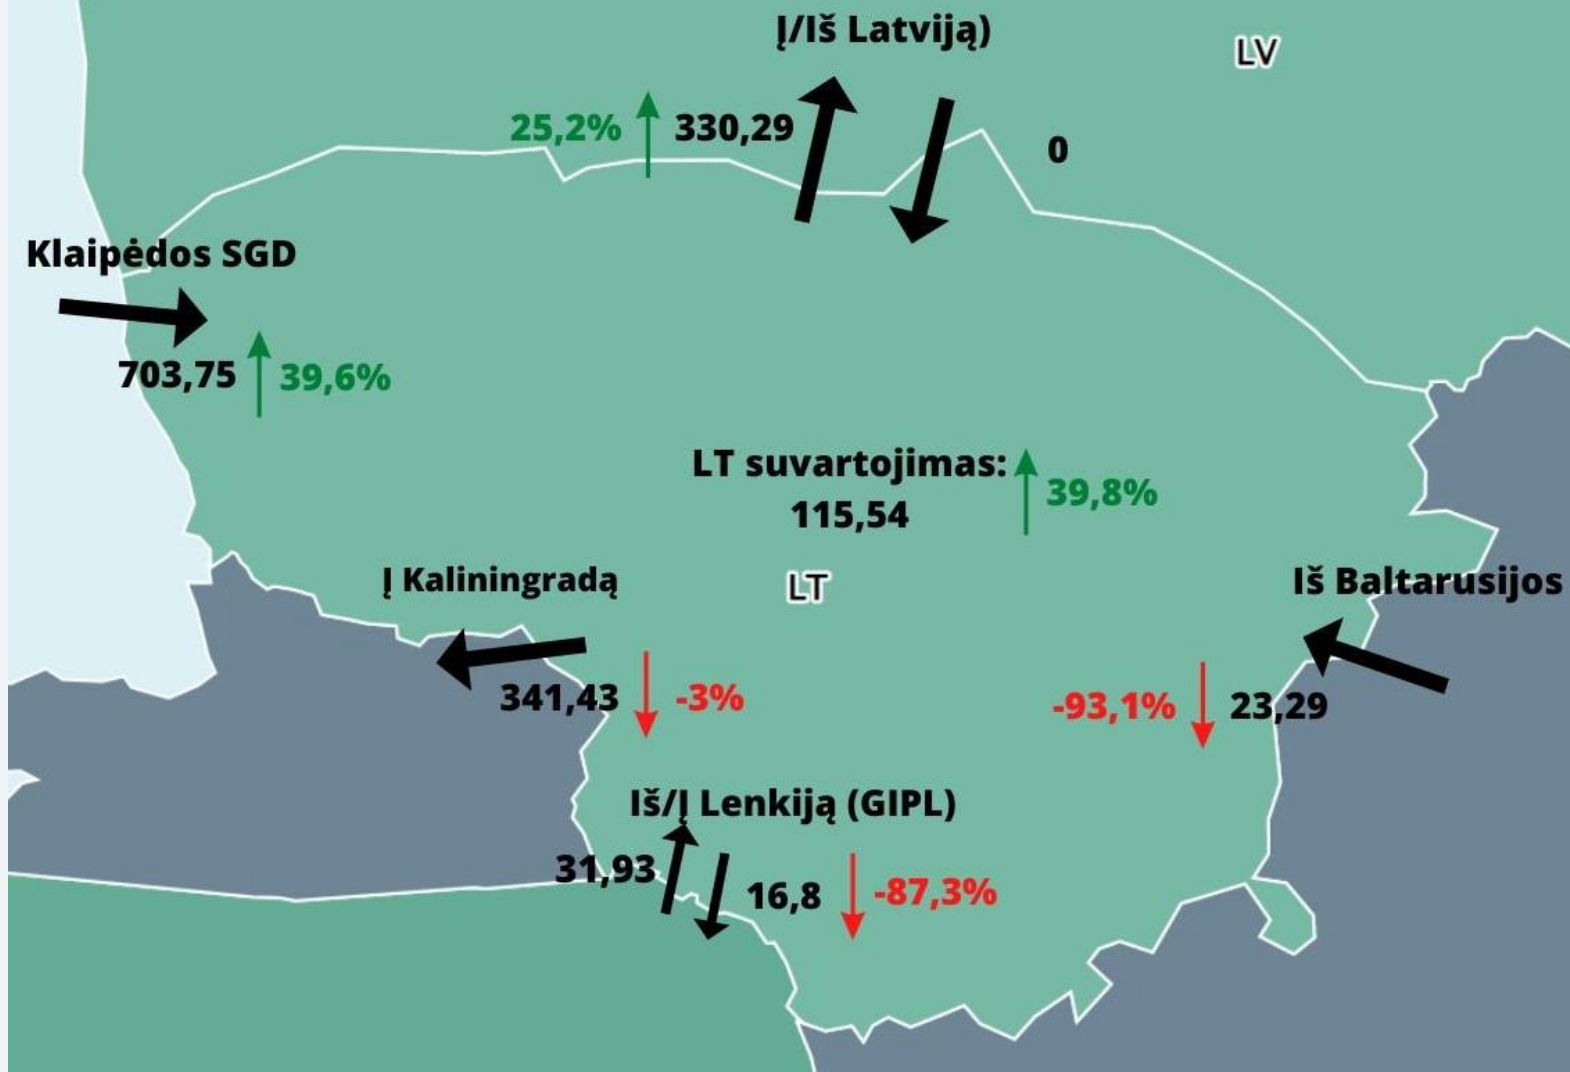 Į/Iš Latviją)
LV
25,2% 330,29
0
Klaipėdos SGD
703,75 39,6%
LT suvartojimas:
115,54
39,8%
Į Kaliningradą
LT
Iš Baltarusijos
341,43 -3%
-93,1% 23,29
Iš/Į Lenkiją (GIPL)
31,93
16,8 -87,3%